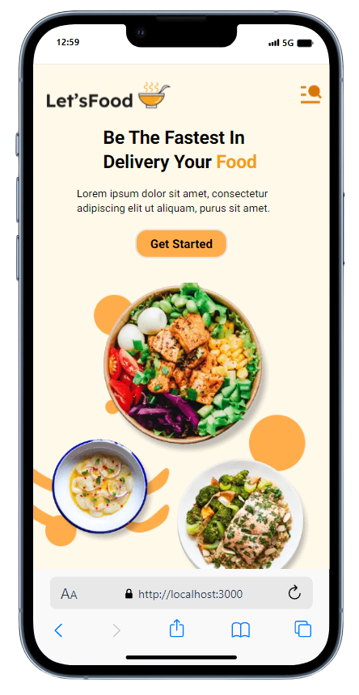 12:59
5G
Let'sFood
Be The Fastest In
Delivery Your Food
Lorem ipsum dolor sit amet, consectetur
adipiscing elit ut aliquam, purus sit amet.
Get Started
AA
http://localhost:3000